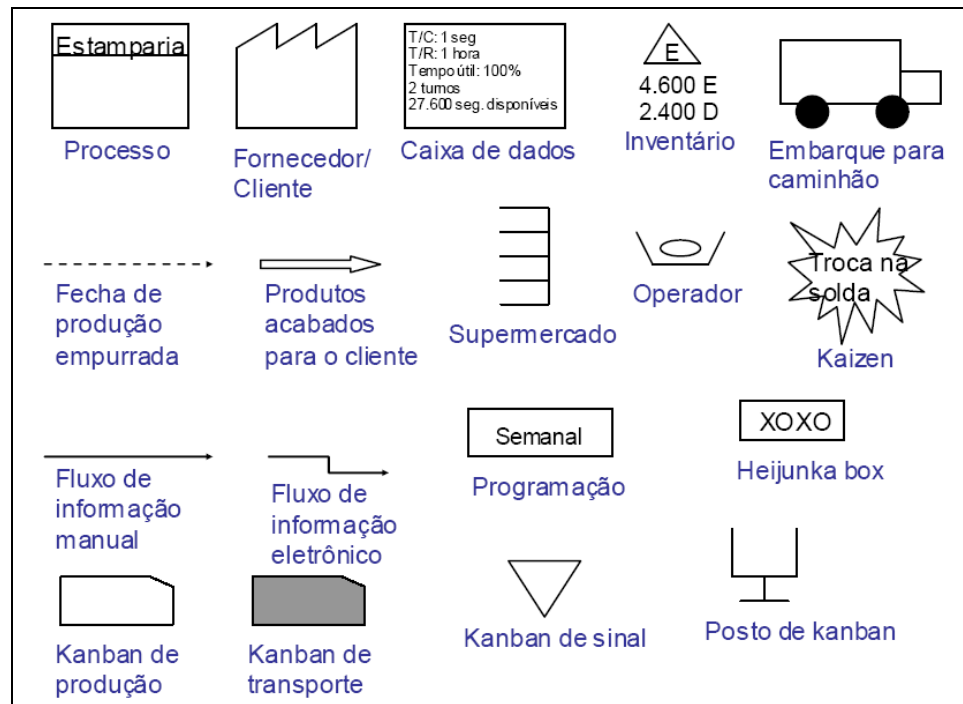 Estamparia
Processo
Fornecedor/
Cliente
T/C: 1 seg
T/R: 1 hora
Tempo útil: 100%
2 turnos
27.600 seg. disponíveis
Caixa de dados
E
4.600 E
2.400 D
Inventário
Embarque para
caminhão
Fecha de
produção
empurrada
Produtos
acabados
para o cliente
Supermercado
Operador
Troca na
solda
Kaizen
Fluxo de
informação
manual
Fluxo de
informação
eletrônico
Semanal
Programação
XOXO
Heijunka box
Kanban de
produção
Kanban de
transporte
Kanban de sinal
Posto de kanban